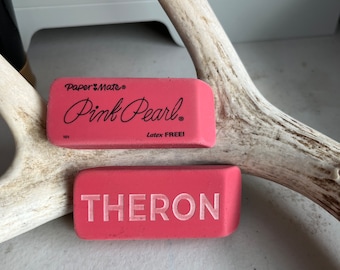 Paper Mate®
Pink Pearl®
Latex FREE!
THERON